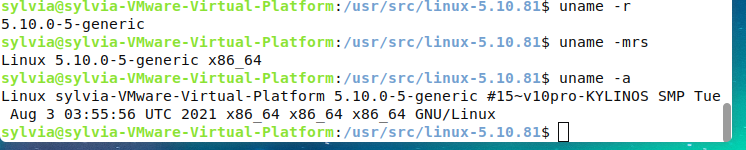 sylvia@sylvia-VMware-Virtual-Platform:/usr/src/linux-5.10.81$ uname -r
5.10.0-5-generic
sylvia@sylvia-VMware-Virtual-Platform:/usr/src/linux-5.10.81$ uname -mrs
Linux 5.10.0-5-generic x86_64
sylvia@sylvia-VMware-Virtual-Platform:/usr/src/linux-5.10.81$ uname -a
Linux sylvia-VMware-Virtual-Platform 5.10.0-5-generic #15~v10pro-KYLINOS SMP Tue
 Aug 3 03:55:56 UTC 2021 x86_64 x86_64 x86_64 GNU/Linux
sylvia@sylvia-VMware-Virtual-Platform:/usr/src/linux-5.10.81$